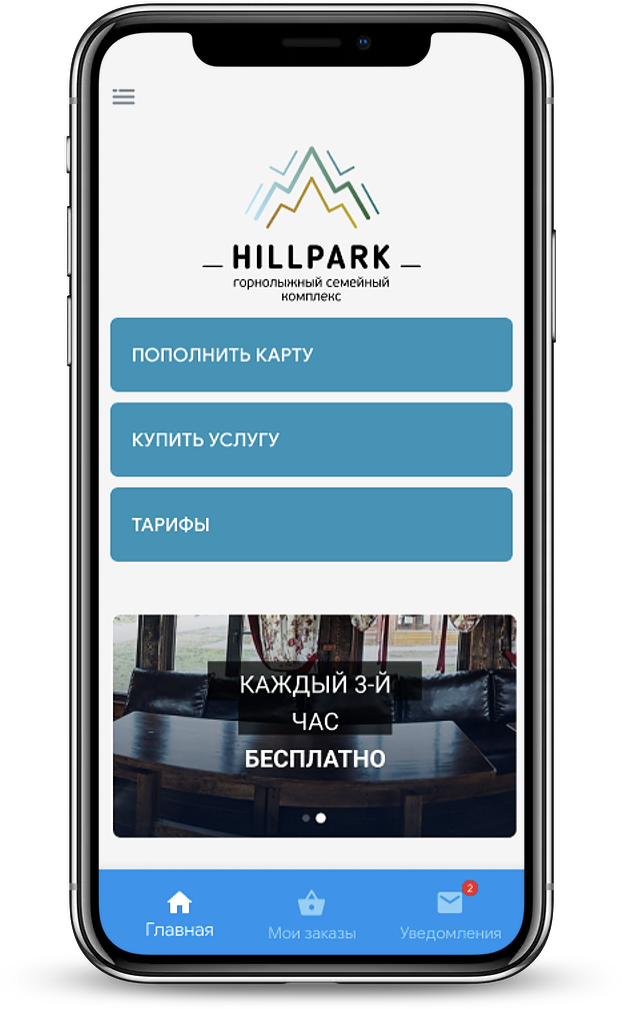 HILLPARK
горнолыжный семейный
комплекс
ПОПОЛНИТЬ КАРТУ
КУПИТЬ УСЛУГУ
ТАРИФЫ
КАЖДЫЙ 3-Й
ЧАС
БЕСПЛАТНО
2
Главная
Мои заказы
Уведомления